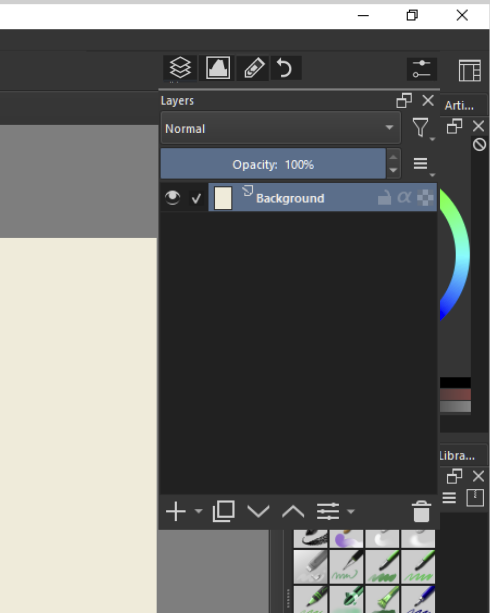 Layers
Arti...
Normal
Opacity: 100%
Background
α
Libra...